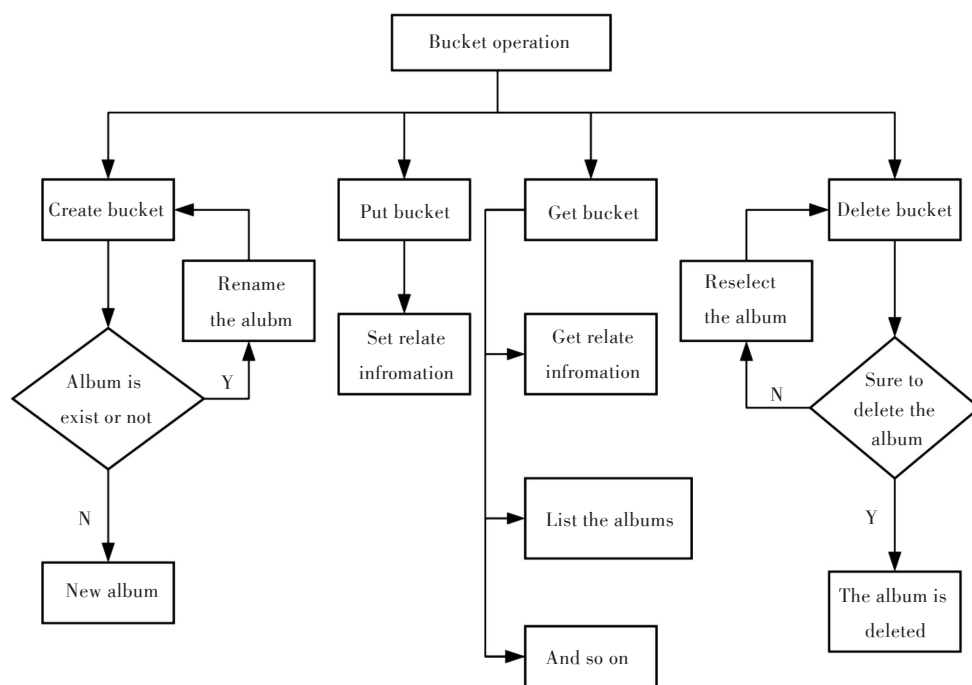 Bucket operation
Create bucket
Put bucket
Get bucket
Delete bucket
Rename
the alubm
Reselect
the album
Set relate
infromation
Get relate
infromation
Album is
exist or not
Y
N
Sure to
delete the
album
N
Y
List the albums
New album
The album is
deleted
And so on